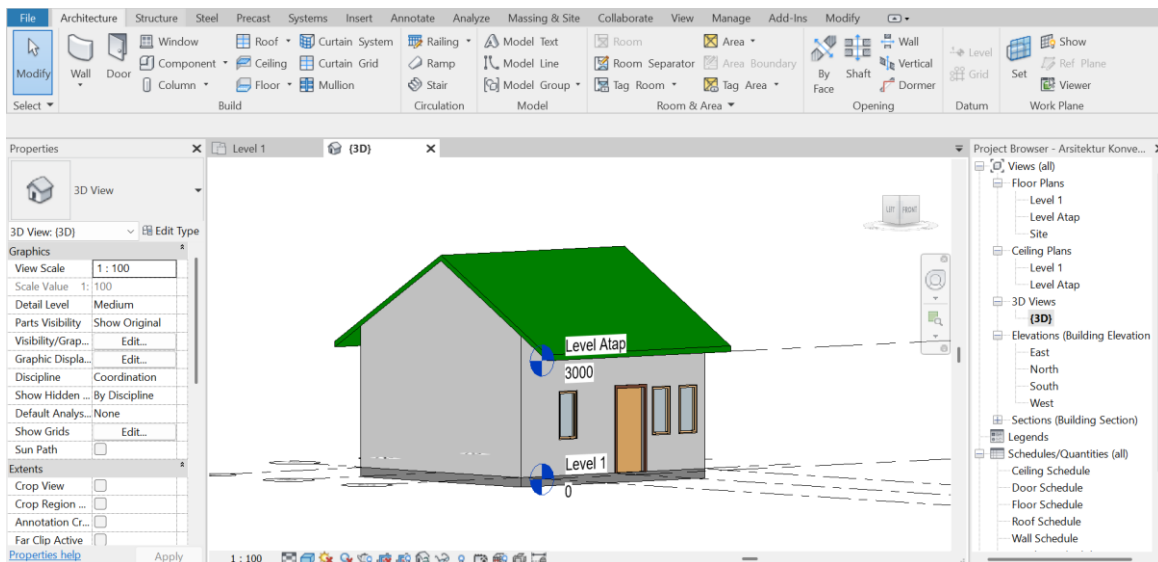 File Architecture Structure Steel Precast Systems Insert Annotate Analyze Massing & Site Collaborate View Manage Add-Ins Modify
Modify
Wall
Door
Window
Component
Column
Roof
Ceiling
Floor
Curtain System
Curtain Grid
Mullion
Railing
Ramp
Stair
Model Text
Model Line
Model Group
Room
Room Separator
Tag Room
Area
Area Boundary
Tag Area
By
Face
Shaft
Wall
Vertical
Dormer
Level
Grid
Set
Show
Ref Plane
Viewer
Select Build Circulation Model Room & Area Opening Datum Work Plane
Properties
3D View
3D View: {3D} Edit Type
Graphics
View Scale 1 : 100
Scale Value 1: 100
Detail Level Medium
Parts Visibility Show Original
Visibility/Grap... Edit...
Graphic Displa... Edit...
Discipline Coordination
Show Hidden ... By Discipline
Default Analys... None
Show Grids Edit...
Sun Path
Extents
Crop View
Crop Region ...
Annotation Cr...
Far Clip Active
Properties help Apply
Level 1 {3D}
LEFT FRONT
Level Atap
3000
Level 1
0
1 : 100
Project Browser - Arsitektur Konve...
Views (all)
Floor Plans
Level 1
Level Atap
Site
Ceiling Plans
Level 1
Level Atap
3D Views
{3D}
Elevations (Building Elevation
East
North
South
West
Sections (Building Section)
Legends
Schedules/Quantities (all)
Ceiling Schedule
Door Schedule
Floor Schedule
Roof Schedule
Wall Schedule